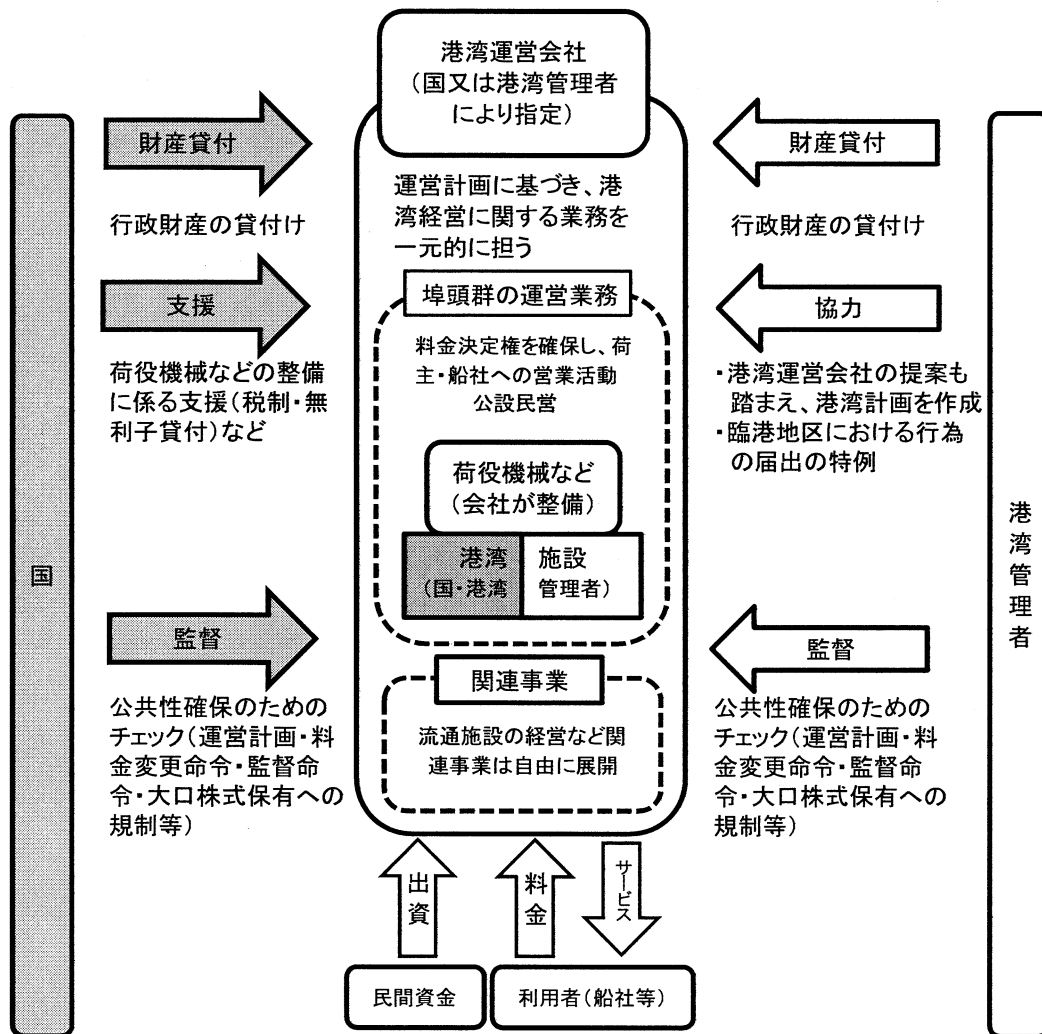 港湾運営会社
(国又は港湾管理者
により指定)
国
財産貸付
行政財産の貸付け
支援
荷役機械などの整備
に係る支援(税制・無
利子貸付)など
監督
公共性確保のための
チェック(運営計画・料
金変更命令・監督命
令・大口株式保有への
規制等)
運営計画に基づき、港
湾経営に関する業務を
一元的に担う
埠頭群の運営業務
料金決定権を確保し、荷
主・船社への営業活動
公設民営
荷役機械など
(会社が整備)
港湾 施設
(国・港湾 管理者)
関連事業
流通施設の経営など関
連事業は自由に展開
財産貸付
行政財産の貸付け
協力
・港湾運営会社の提案も
踏まえ、港湾計画を作成
・臨港地区における行為
の届出の特例
監督
公共性確保のための
チェック(運営計画・料
金変更命令・監督命
令・大口株式保有への
規制等)
港湾管理者
出資
料金
サービス
民間資金
利用者(船社等)